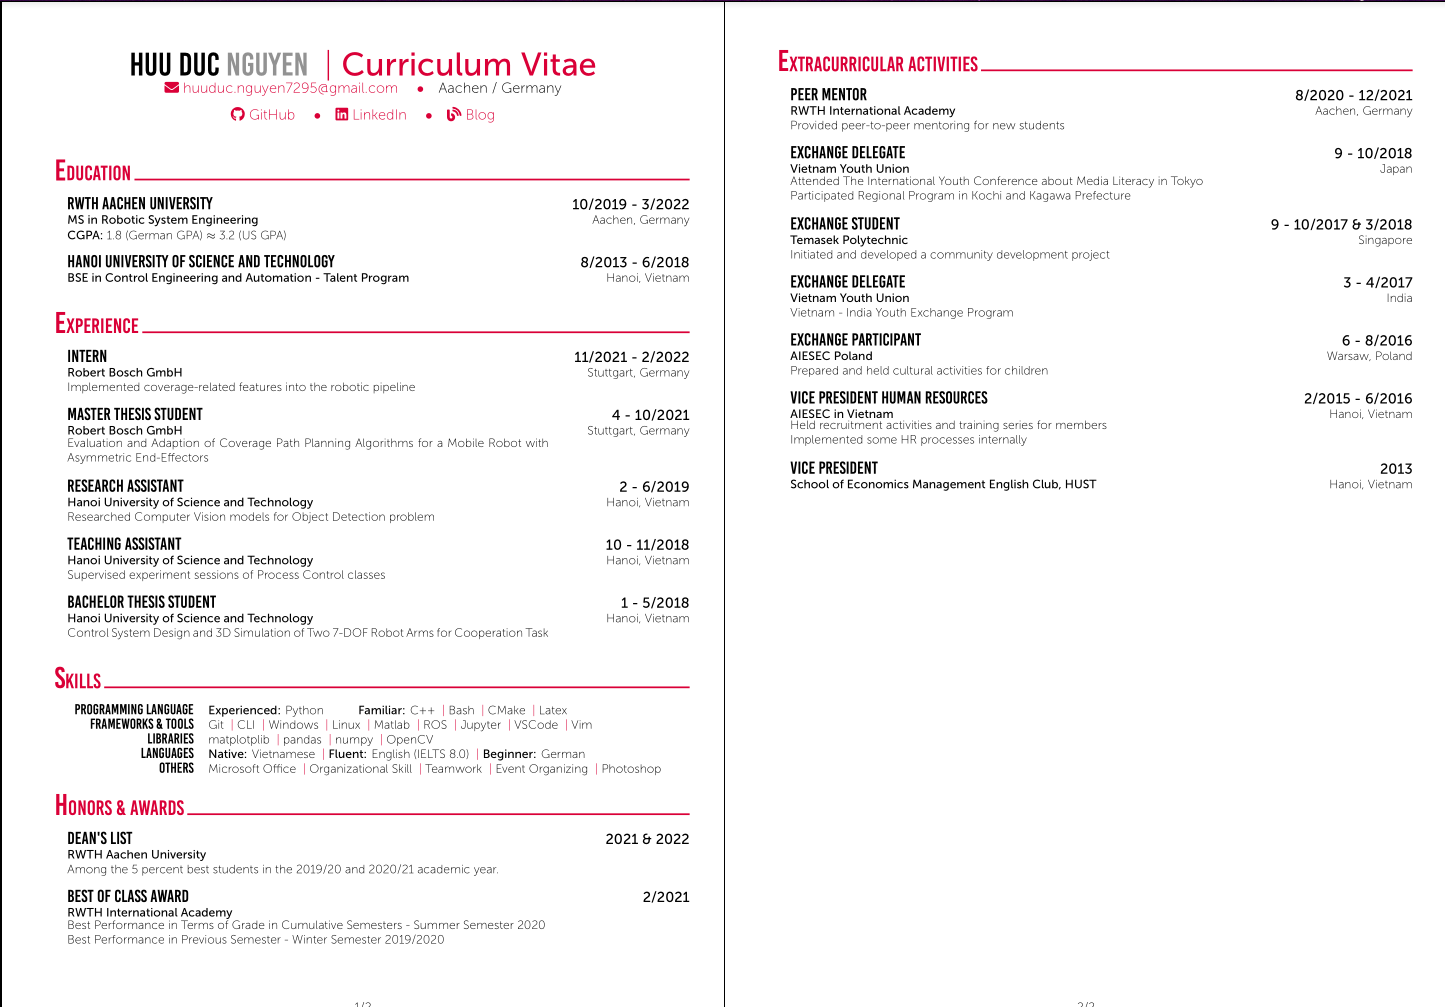 HUU DUC NGUYEN | Curriculum Vitae
huuduc.nguyen7295@gmail.com • Aachen / Germany
GitHub • LinkedIn • Blog
EDUCATION
RWTH AACHEN UNIVERSITY 10/2019 - 3/2022
MS in Robotic System Engineering Aachen, Germany
CGPA: 1.8 (German GPA) ≈ 3.2 (US GPA)
HANOI UNIVERSITY OF SCIENCE AND TECHNOLOGY 8/2013 - 6/2018
BSE in Control Engineering and Automation - Talent Program Hanoi, Vietnam
EXPERIENCE
INTERN 11/2021 - 2/2022
Robert Bosch GmbH Stuttgart, Germany
Implemented coverage-related features into the robotic pipeline
MASTER THESIS STUDENT 4 - 10/2021
Robert Bosch GmbH Stuttgart, Germany
Evaluation and Adaption of Coverage Path Planning Algorithms for a Mobile Robot with
Asymmetric End-Effectors
RESEARCH ASSISTANT 2 - 6/2019
Hanoi University of Science and Technology Hanoi, Vietnam
Researched Computer Vision models for Object Detection problem
TEACHING ASSISTANT 10 - 11/2018
Hanoi University of Science and Technology Hanoi, Vietnam
Supervised experiment sessions of Process Control classes
BACHELOR THESIS STUDENT 1 - 5/2018
Hanoi University of Science and Technology Hanoi, Vietnam
Control System Design and 3D Simulation of Two 7-DOF Robot Arms for Cooperation Task
SKILLS
PROGRAMMING LANGUAGE Experienced: Python Familiar: C++ | Bash | CMake | Latex
FRAMEWORKS & TOOLS Git | CLI | Windows | Linux | Matlab | ROS | Jupyter | VSCode | Vim
LIBRARIES matplotplib | pandas | numpy | OpenCV
LANGUAGES Native: Vietnamese | Fluent: English (IELTS 8.0) | Beginner: German
OTHERS Microsoft Office | Organizational Skill | Teamwork | Event Organizing | Photoshop
HONORS & AWARDS
DEAN'S LIST 2021 & 2022
RWTH Aachen University
Among the 5 percent best students in the 2019/20 and 2020/21 academic year.
BEST OF CLASS AWARD 2/2021
RWTH International Academy
Best Performance in Terms of Grade in Cumulative Semesters - Summer Semester 2020
Best Performance in Previous Semester - Winter Semester 2019/2020
1/2
EXTRACURRICULAR ACTIVITIES
PEER MENTOR 8/2020 - 12/2021
RWTH International Academy Aachen, Germany
Provided peer-to-peer mentoring for new students
EXCHANGE DELEGATE 9 - 10/2018
Vietnam Youth Union Japan
Attended The International Youth Conference about Media Literacy in Tokyo
Participated Regional Program in Kochi and Kagawa Prefecture
EXCHANGE STUDENT 9 - 10/2017 & 3/2018
Temasek Polytechnic Singapore
Initiated and developed a community development project
EXCHANGE DELEGATE 3 - 4/2017
Vietnam Youth Union India
Vietnam - India Youth Exchange Program
EXCHANGE PARTICIPANT 6 - 8/2016
AIESEC Poland Warsaw, Poland
Prepared and held cultural activities for children
VICE PRESIDENT HUMAN RESOURCES 2/2015 - 6/2016
AIESEC in Vietnam Hanoi, Vietnam
Held recruitment activities and training series for members
Implemented some HR processes internally
VICE PRESIDENT 2013
School of Economics Management English Club, HUST Hanoi, Vietnam
2/2